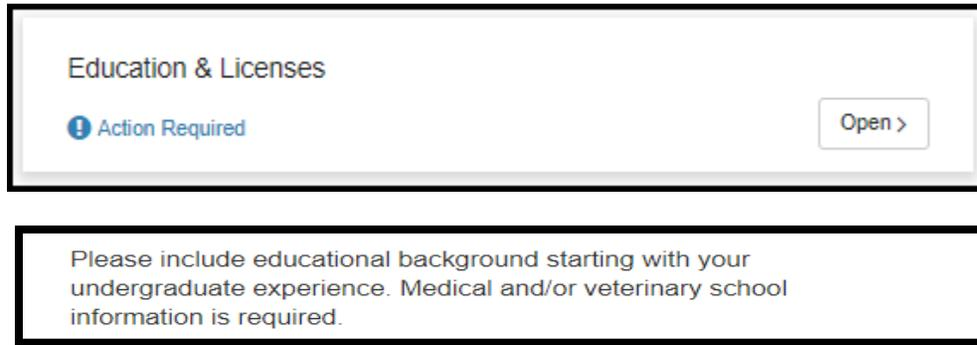 Education & Licenses
Action Required
Open >
Please include educational background starting with your
undergraduate experience. Medical and/or veterinary school
information is required.